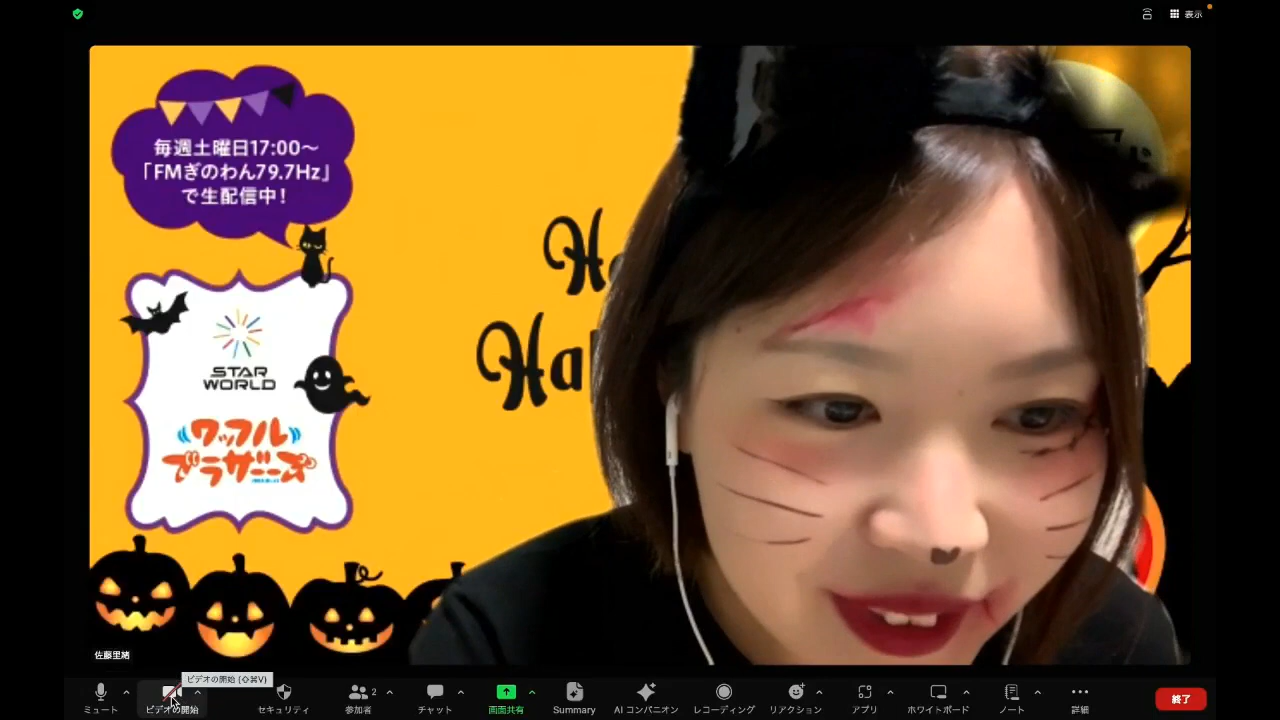 表示
毎週土曜日17:00～
「FMぎのわん79.7Hz」
で生配信中！
STAR
WORLD
ワッフル
ブラザーズ
佐藤里緒
ビデオの開始 (⇧⌘V)
ミュート
ビデオの開始
セキュリティ
2
参加者
チャット
画面共有
Summary
AI コンパニオン
レコーディング
リアクション
アプリ
ホワイトボード
ノート
詳細
終了